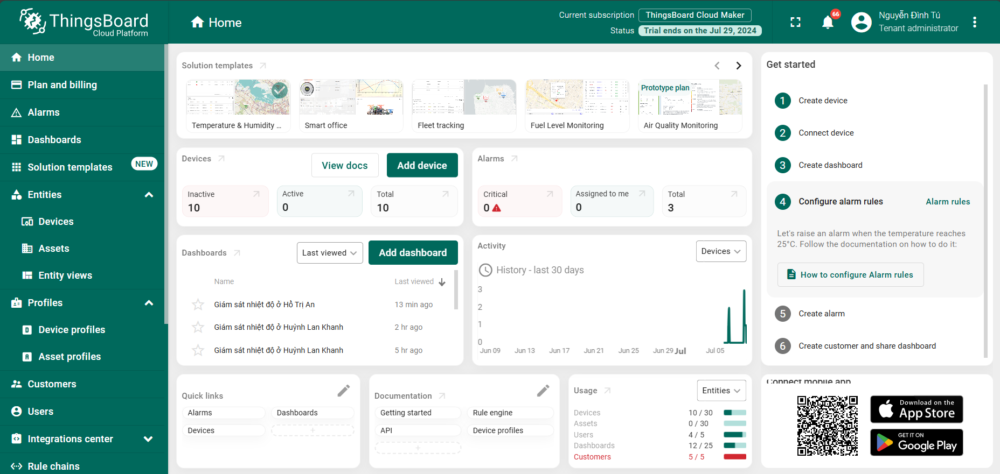 ThingsBoard
Cloud Platform
Home
Current subscription ThingsBoard Cloud Maker
Status Trial ends on the Jul 29, 2024
66
Nguyễn Đình Tú
Tenant administrator
Home
Plan and billing
Alarms
Dashboards
Solution templates NEW
Entities
Devices
Assets
Entity views
Profiles
Device profiles
Asset profiles
Customers
Users
Integrations center
Rule chains
Solution templates
Prototype plan
Temperature & Humidity ...
Smart office
Fleet tracking
Fuel Level Monitoring
Air Quality Monitoring
Devices
View docs
Add device
Inactive
10
Active
0
Total
10
Alarms
Critical
0
Assigned to me
0
Total
3
Dashboards
Last viewed
Add dashboard
Name Last viewed
Giám sát nhiệt độ ở Hồ Trị An 13 min ago
Giám sát nhiệt độ ở Huỳnh Lan Khanh 2 hr ago
Giám sát nhiệt độ ở Huỳnh Lan Khanh 5 hr ago
Activity
Devices
History - last 30 days
3
2
1
0
Jun 09 Jun 13 Jun 17 Jun 21 Jun 25 Jun 29 Jul Jul 05
Get started
1 Create device
2 Connect device
3 Create dashboard
4 Configure alarm rules Alarm rules
Let's raise an alarm when the temperature reaches
25°C. Follow the documentation on how to do it:
How to configure Alarm rules
5 Create alarm
6 Create customer and share dashboard
Quick links
Alarms Dashboards
Devices +
Documentation
Getting started Rule engine
API Device profiles
+
Usage
Entities
Devices 10 / 30
Assets 0 / 30
Users 4 / 5
Dashboards 12 / 25
Customers 5 / 5
Connect mobile app
Download on the
App Store
GET IT ON
Google Play